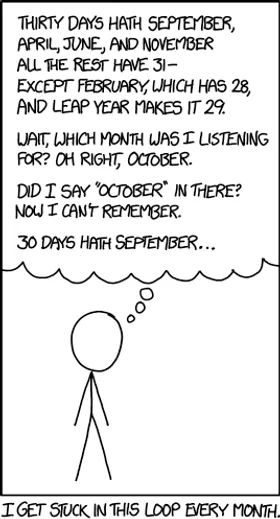 THIRTY DAYS HATH SEPTEMBER,
APRIL, JUNE, AND NOVEMBER
ALL THE REST HAVE 31—
EXCEPT FEBRUARY, WHICH HAS 28,
AND LEAP YEAR MAKES IT 29.
WAIT, WHICH MONTH WAS I LISTENING
FOR? OH RIGHT, OCTOBER.
DID I SAY "OCTOBER" IN THERE?
NOW I CAN'T REMEMBER.
30 DAYS HATH SEPTEMBER...
I GET STUCK IN THIS LOOP EVERY MONTH.